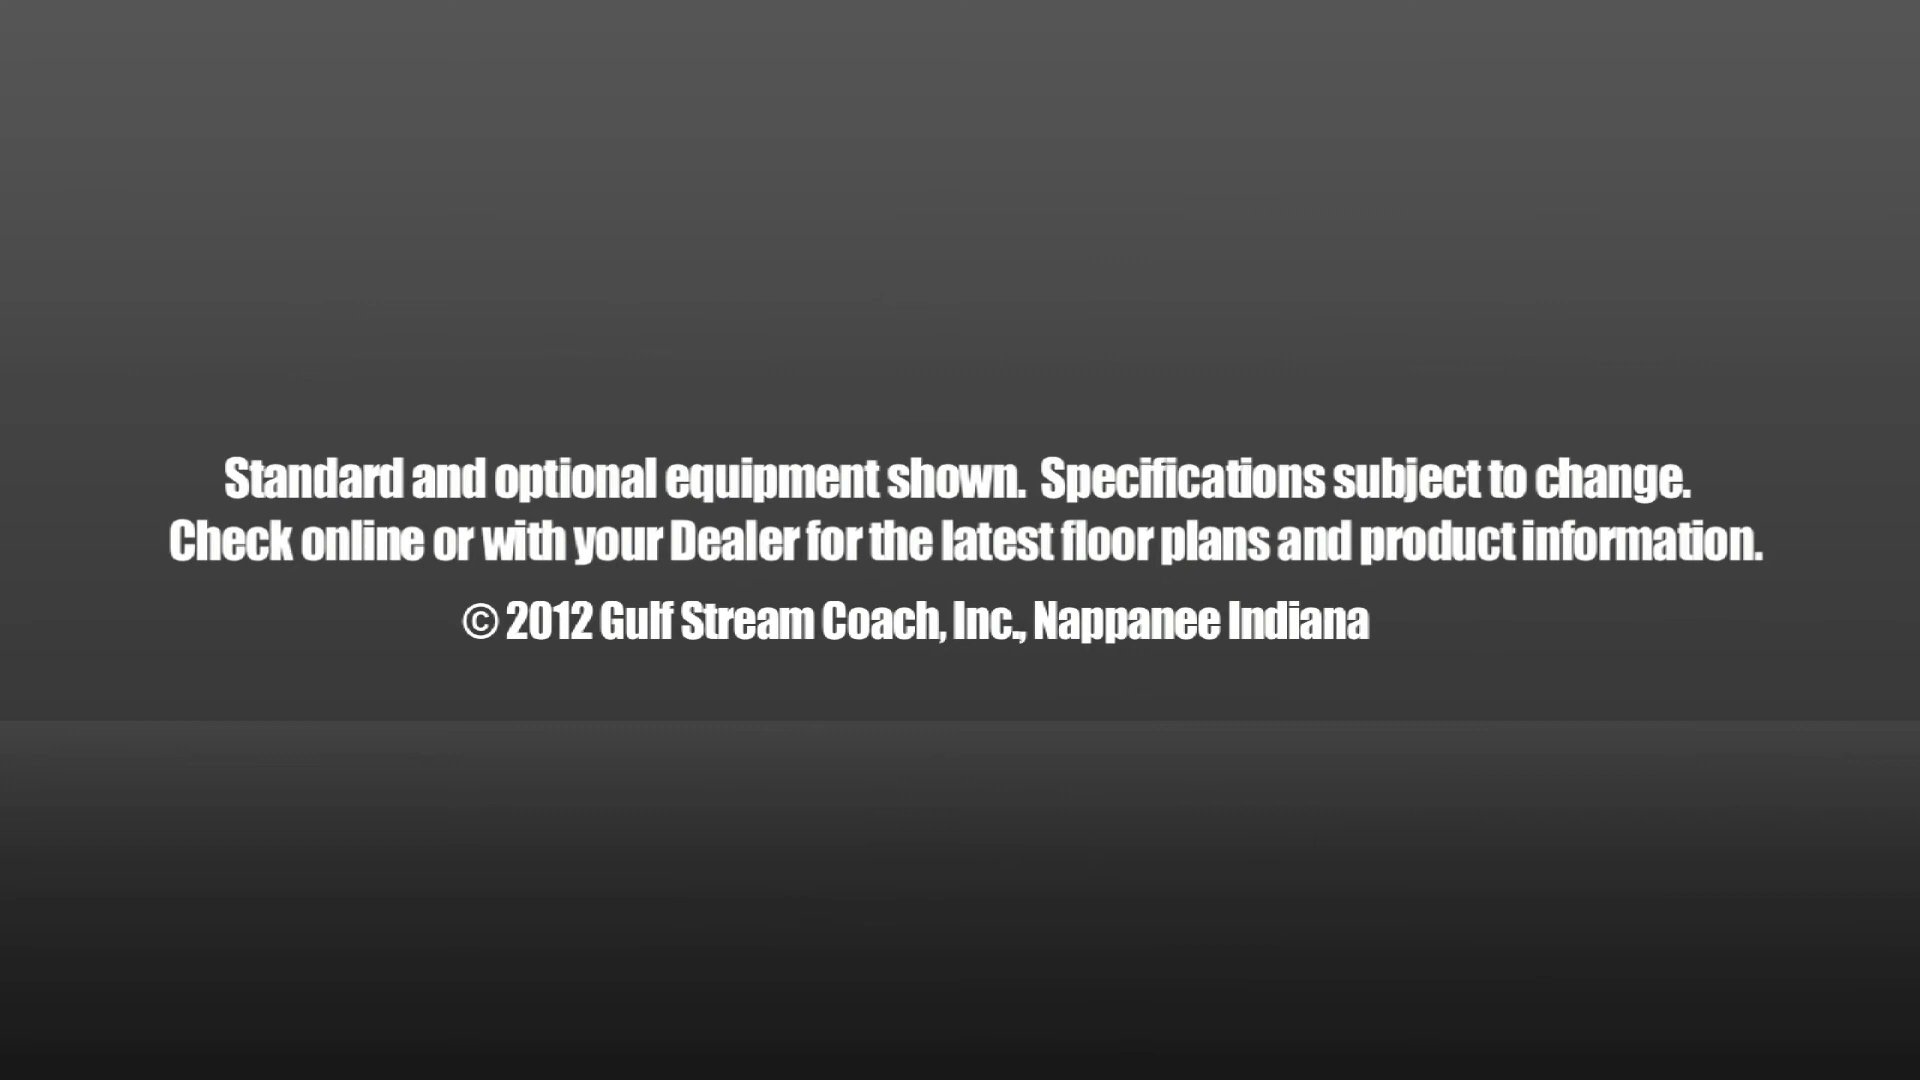 Standard and optional equipment shown.  Specifications subject to change.
Check online or with your Dealer for the latest floor plans and product information.
© 2012 Gulf Stream Coach, Inc., Nappanee Indiana